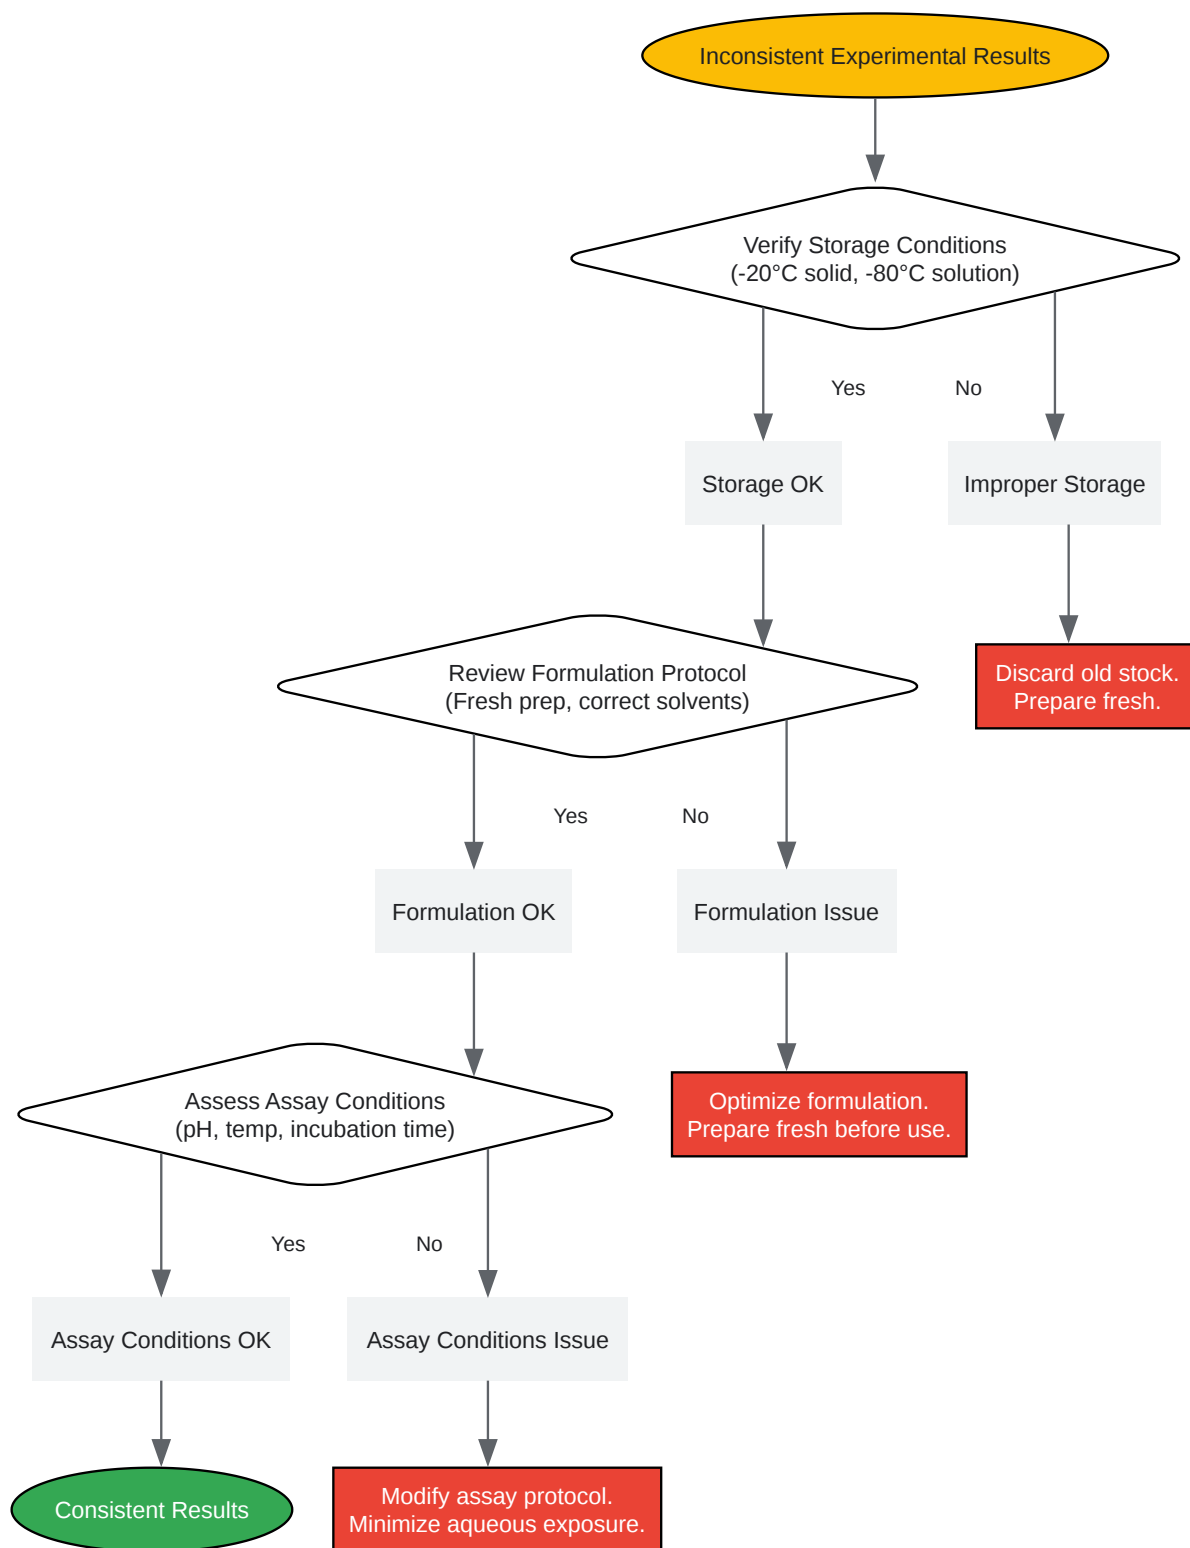 Inconsistent Experimental Results
Verify Storage Conditions
(-20°C solid, -80°C solution)
Yes
No
Storage OK
Improper Storage
Review Formulation Protocol
(Fresh prep, correct solvents)
Discard old stock.
Prepare fresh.
Yes
No
Formulation OK
Formulation Issue
Assess Assay Conditions
(pH, temp, incubation time)
Optimize formulation.
Prepare fresh before use.
Yes
No
Assay Conditions OK
Assay Conditions Issue
Consistent Results
Modify assay protocol.
Minimize aqueous exposure.